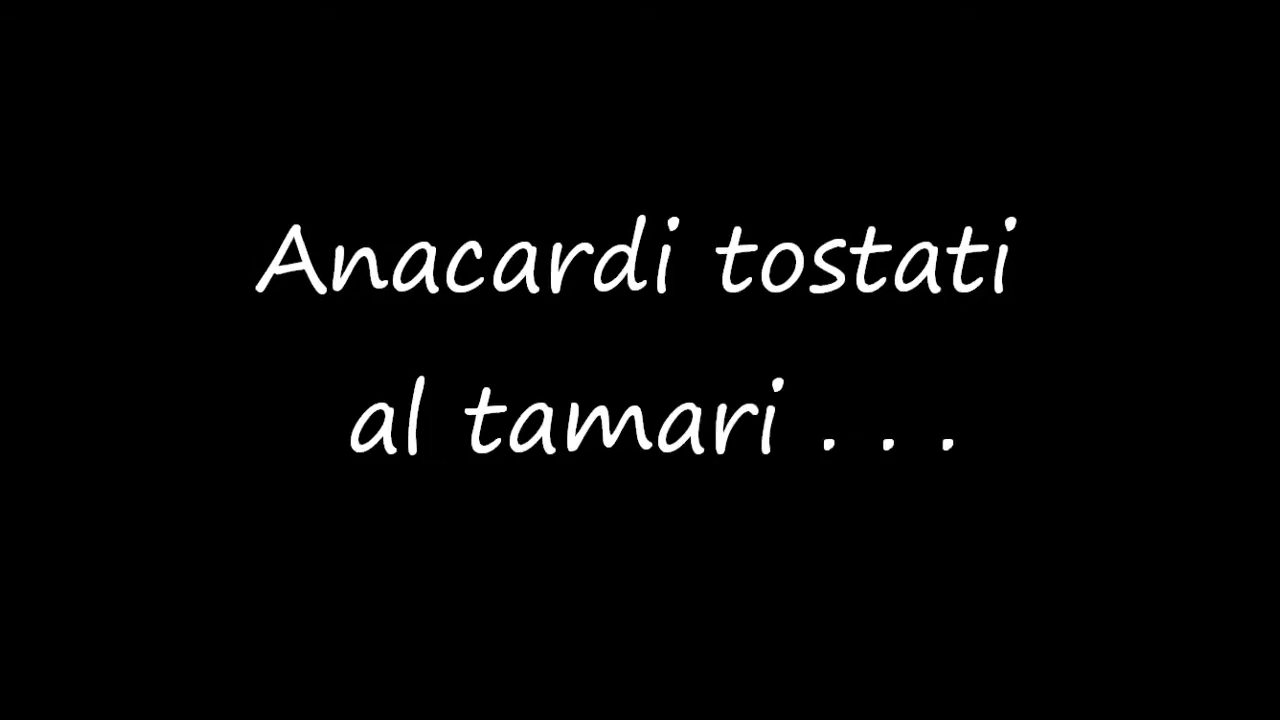 Anacardi tostati
al tamari . . .